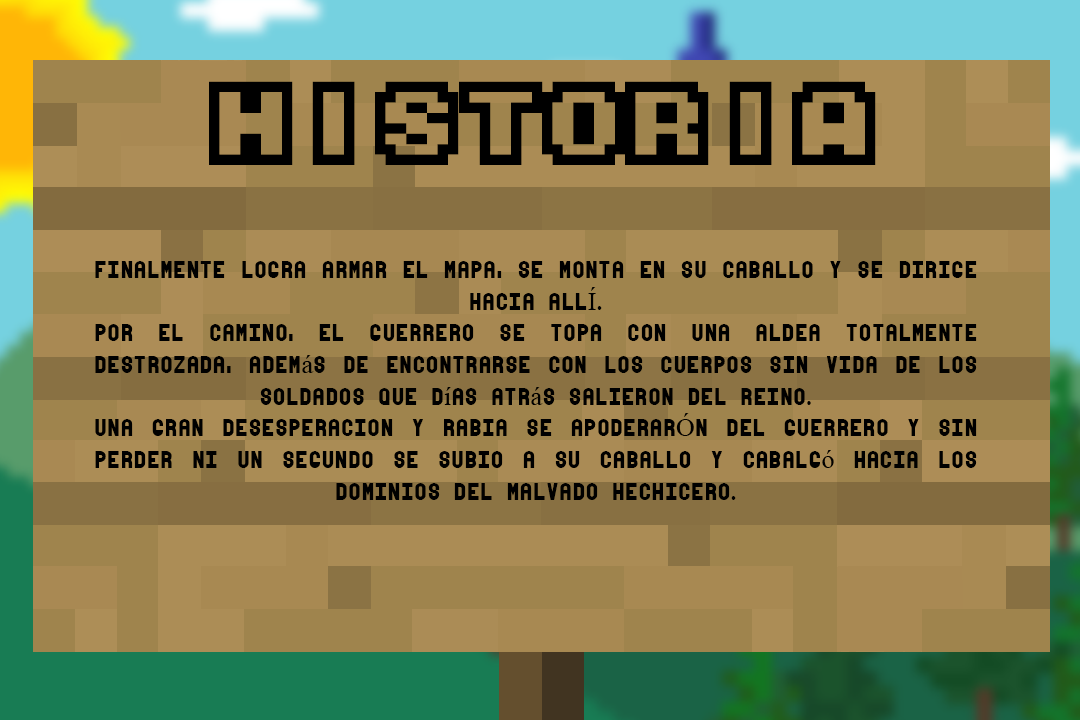 HISTORIA
FINALMENTE LOGRA ARMAR EL MAPA, SE MONTA EN SU CABALLO Y SE DIRIGE
HACIA ALLÍ.
POR EL CAMINO, EL GUERRERO SE TOPA CON UNA ALDEA TOTALMENTE
DESTROZADA, ADEMáS DE ENCONTRARSE CON LOS CUERPOS SIN VIDA DE LOS
SOLDADOS QUE DíAS ATRáS SALIERON DEL REINO.
UNA GRAN DESESPERACION Y RABIA SE APODERARÓN DEL GUERRERO Y SIN
PERDER NI UN SEGUNDO SE SUBIO A SU CABALLO Y CABALGó HACIA LOS
DOMINIOS DEL MALVADO HECHICERO.